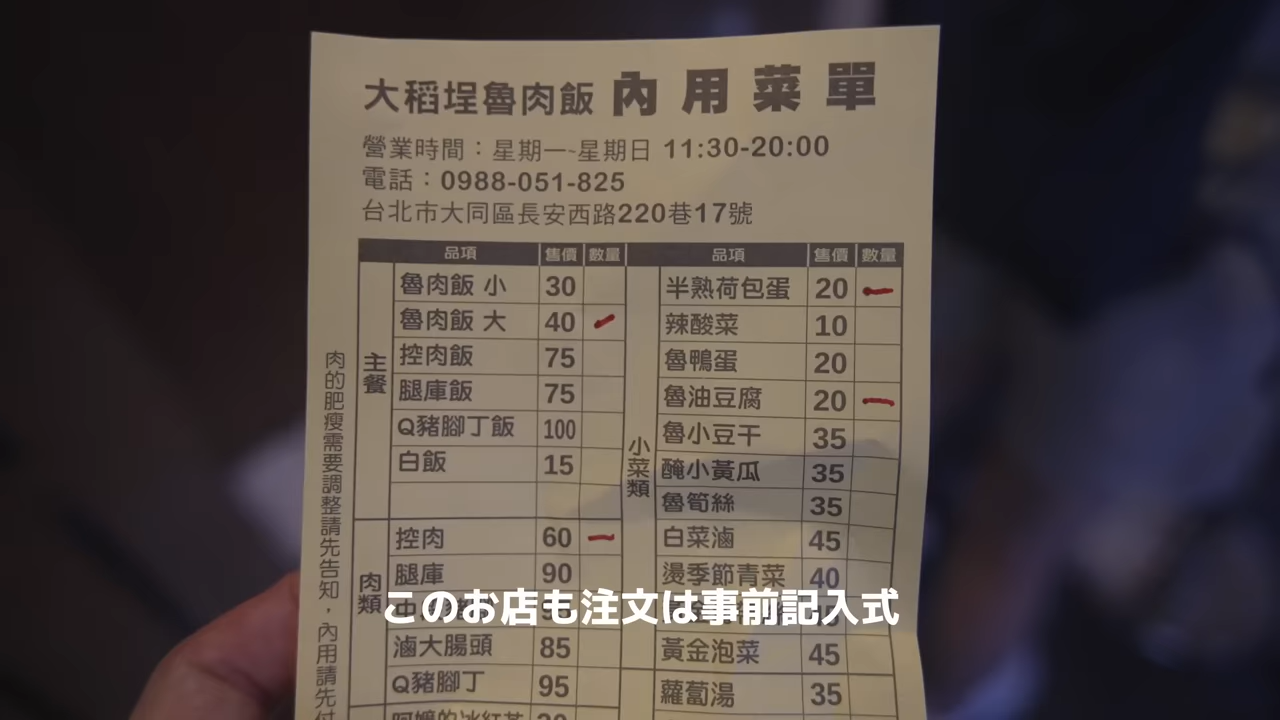 大稻埕魯肉飯 內用菜單
營業時間：星期一~星期日 11:30-20:00
電話：0988-051-825
台北市大同區長安西路220巷17號
品項 售價 數量
主餐
魯肉飯 小 30
魯肉飯 大 40
控肉飯 75
腿庫飯 75
Q豬腳丁飯 100
白飯 15
肉類
控肉 60
腿庫 90
滷大腸頭 85
Q豬腳丁 95
品項 售價 數量
小菜類
半熟荷包蛋 20
辣酸菜 10
魯鴨蛋 20
魯油豆腐 20
魯小豆干 35
醃小黃瓜 35
魯筍絲 35
白菜滷 45
燙季節青菜 40
黃金泡菜 45
蘿蔔湯 35
肉的肥瘦需要調整請先告知，內用請先付
このお店も注文は事前記入式